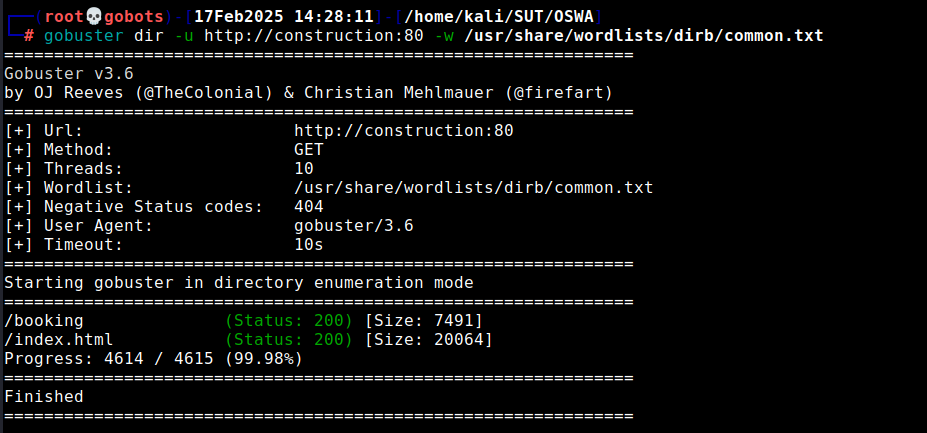 ┌──(root💀gobots)-[17Feb2025 14:28:11]-[/home/kali/SUT/OSWA]
└─# gobuster dir -u http://construction:80 -w /usr/share/wordlists/dirb/common.txt
===============================================================
Gobuster v3.6
by OJ Reeves (@TheColonial) & Christian Mehlmauer (@firefart)
===============================================================
[+] Url:                     http://construction:80
[+] Method:                  GET
[+] Threads:                 10
[+] Wordlist:                /usr/share/wordlists/dirb/common.txt
[+] Negative Status codes:   404
[+] User Agent:              gobuster/3.6
[+] Timeout:                 10s
===============================================================
Starting gobuster in directory enumeration mode
===============================================================
/booking              (Status: 200) [Size: 7491]
/index.html           (Status: 200) [Size: 20064]
Progress: 4614 / 4615 (99.98%)
===============================================================
Finished
===============================================================